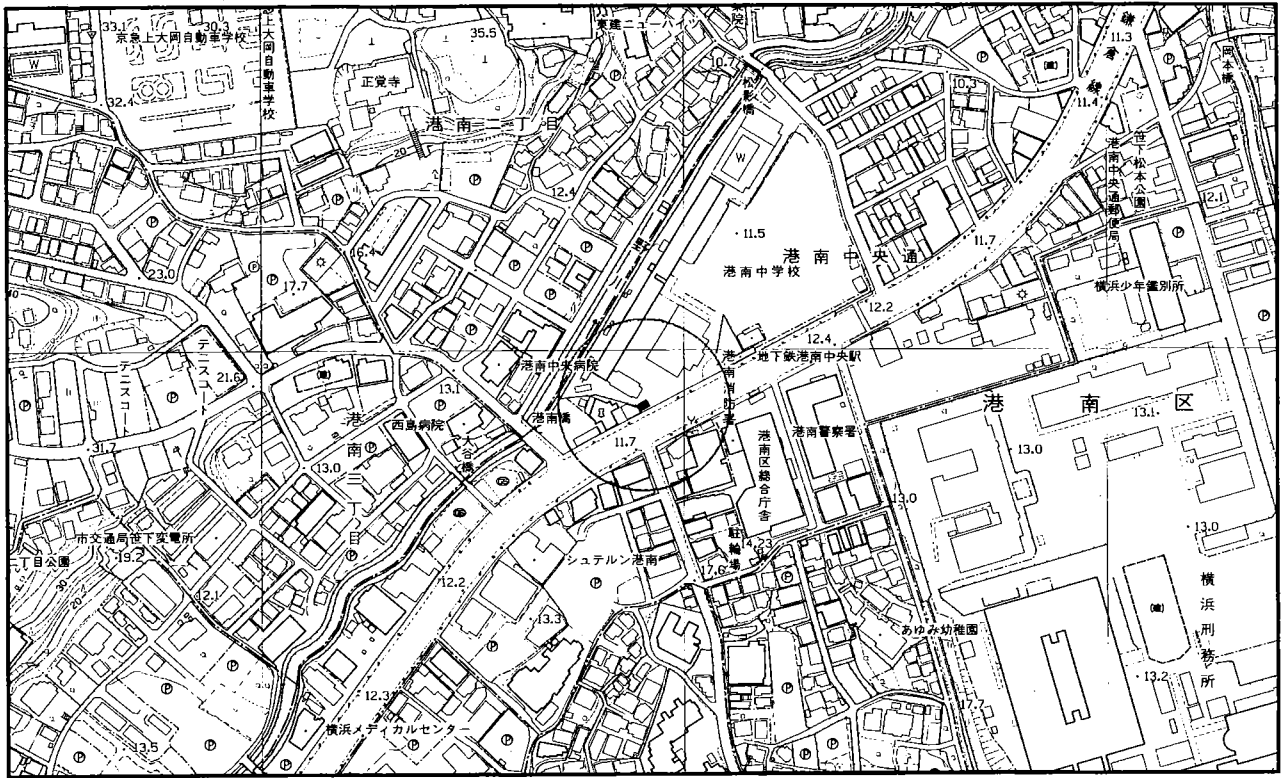 33.1
30.3
京急上大岡自動車学校
上大岡自動車学校
W
32.4
正覚寺
35.5
東建ニュー
松影橋
W
11.3
11.4
岡本橋
10.3
笹下松本公園
港南中央通郵便局
港南二丁目
20
12.4
12.1
11.5
港南中央通
港南中学校
11.7
横浜少年鑑別所
23.0
17.7
16.4
12.2
12.4
地下鉄港南中央駅
テニスコート
テニスコー
21.6
港南中央病院
港南消防署
13.1
港南橋
西島病院
大谷橋
11.7
港南三丁目
31.7
13.0
港南区総合庁舎
港南警察署
港南区
13.1
13.0
13.0
13.0
市交通局笹下変電所
丁目公園
19.2
20
12.1
12.2
シュテルン港南
駐輪場
17.6
13.3
あゆみ幼稚園
横浜刑務所
13.2
17.7
12.3
横浜メディカルセンター
13.5